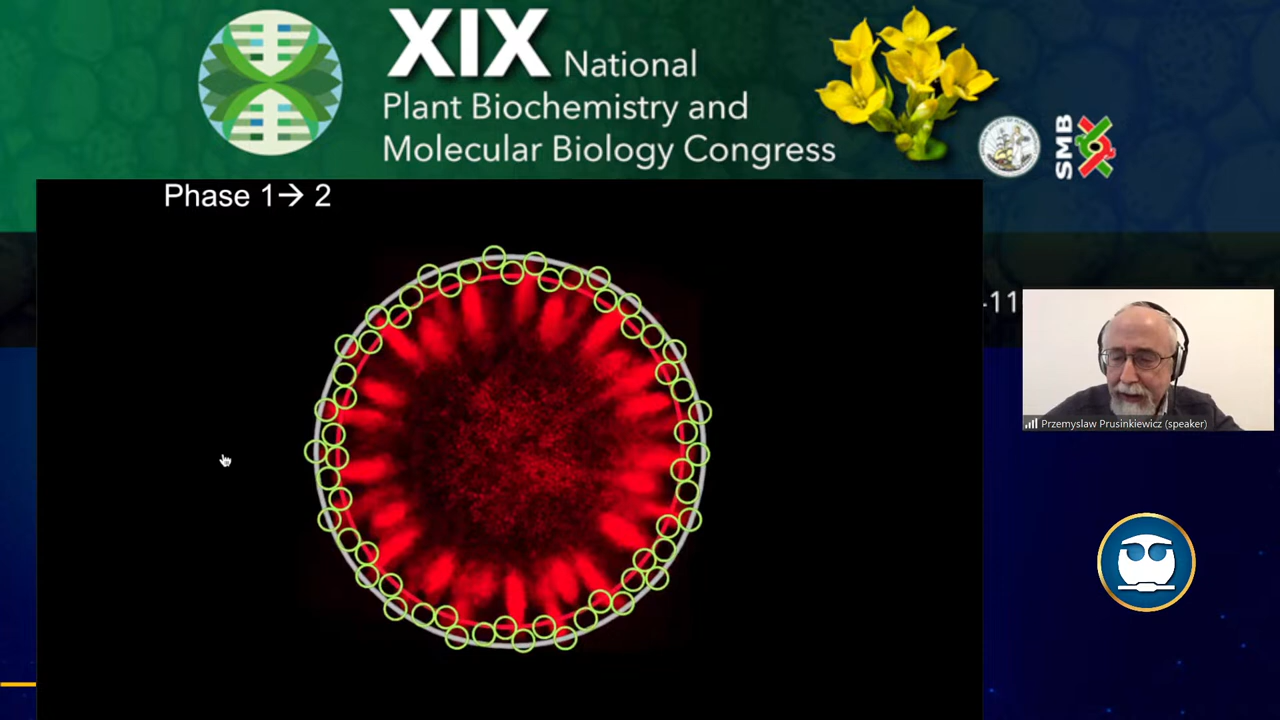 XIX National
Plant Biochemistry and
Molecular Biology Congress
SMB
Phase 1→ 2
-11
Przemyslaw Prusinkiewicz (speaker)